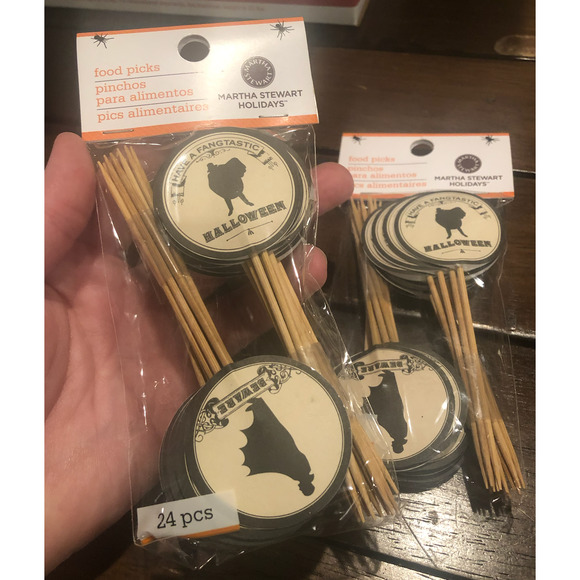 food picks
pinchos
para alimentos
pics alimentaires
MARTHA STEWART
MARTHA STEWART
HOLIDAYS™
HAVE A FANGTASTIC
HALLOWEEN
BEWARE
24 pcs
food picks
pinchos
para alimentos
pics alimentaires
MARTHA STEWART
HOLIDAYS™
A FANGTASTIC
HALLOWEEN
BEWARE